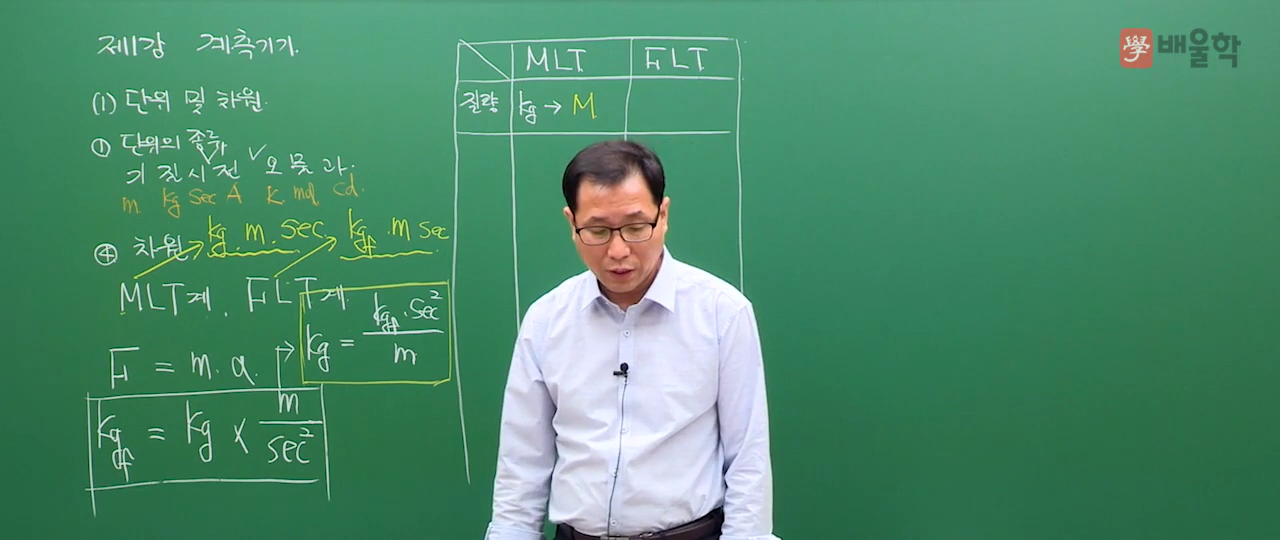 제1강 계측기기.
(1) 단위 및 차원.
① 단위의 종류
기 질 시 전 오 물 광.
m kg sec A K mol cd.
④ 차원 kg.m.sec. kgf.m sec
MLT계. FLT계.
kg = kgf·sec² / m
F = m.a.
kgf = kg × m / sec²
MLT FLT
질량 kg → M
學 배울학